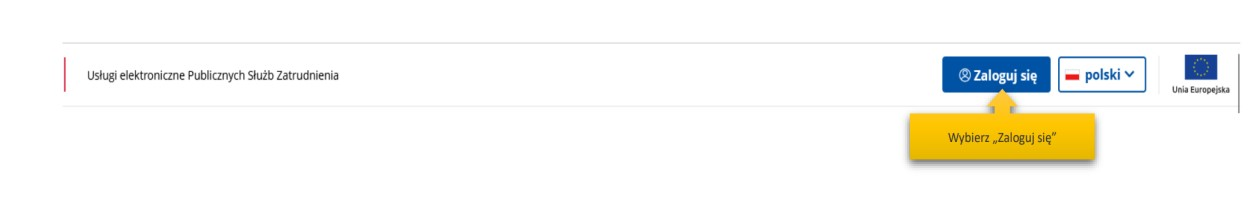 Usługi elektroniczne Publicznych Służb Zatrudnienia
Zaloguj się
polski
Unia Europejska
Wybierz „Zaloguj się”